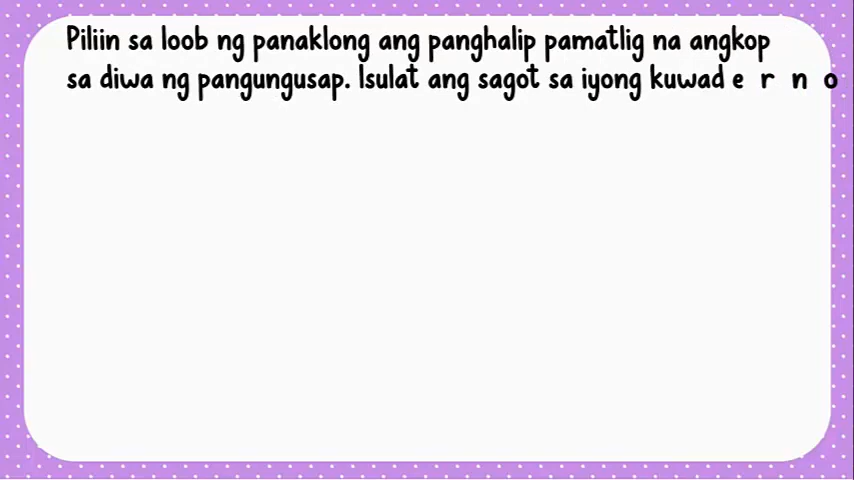 Piliin sa loob ng panaklong ang panghalip pamatlig na angkop
sa diwa ng pangungusap. Isulat ang sagot sa iyong kuwaderno